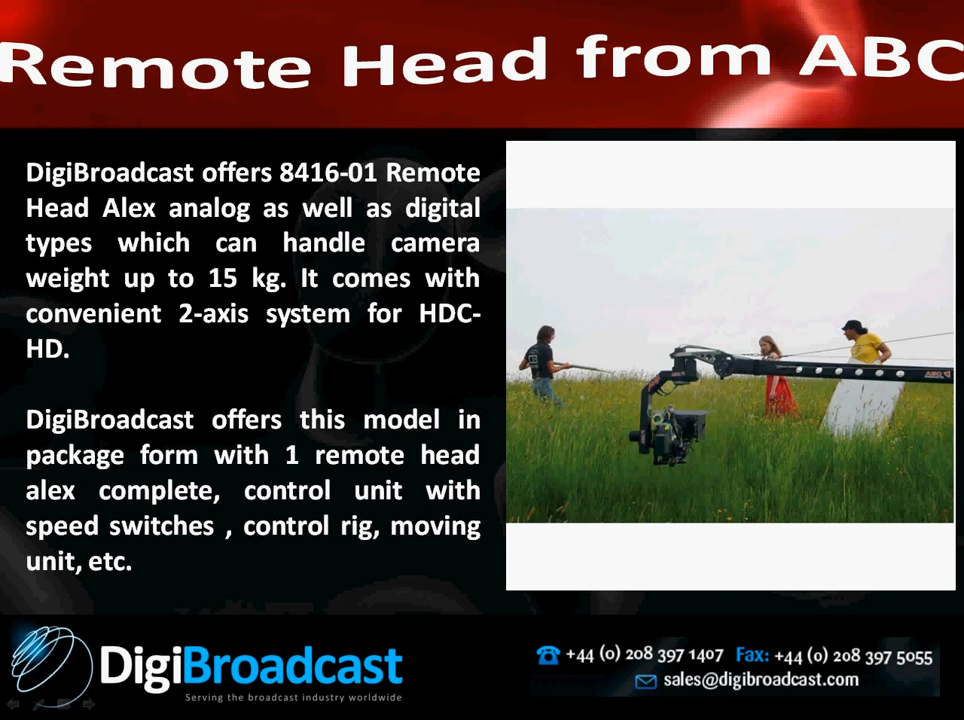 Remote Head from ABC
DigiBroadcast offers 8416-01 Remote
Head Alex analog as well as digital
types which can handle camera
weight up to 15 kg. It comes with
convenient 2-axis system for HDC-
HD.
DigiBroadcast offers this model in
package form with 1 remote head
alex complete, control unit with
speed switches , control rig, moving
unit, etc.
DigiBroadcast
Serving the broadcast industry worldwide
+44 (0) 208 397 1407 Fax: +44 (0) 208 397 5055
sales@digibroadcast.com